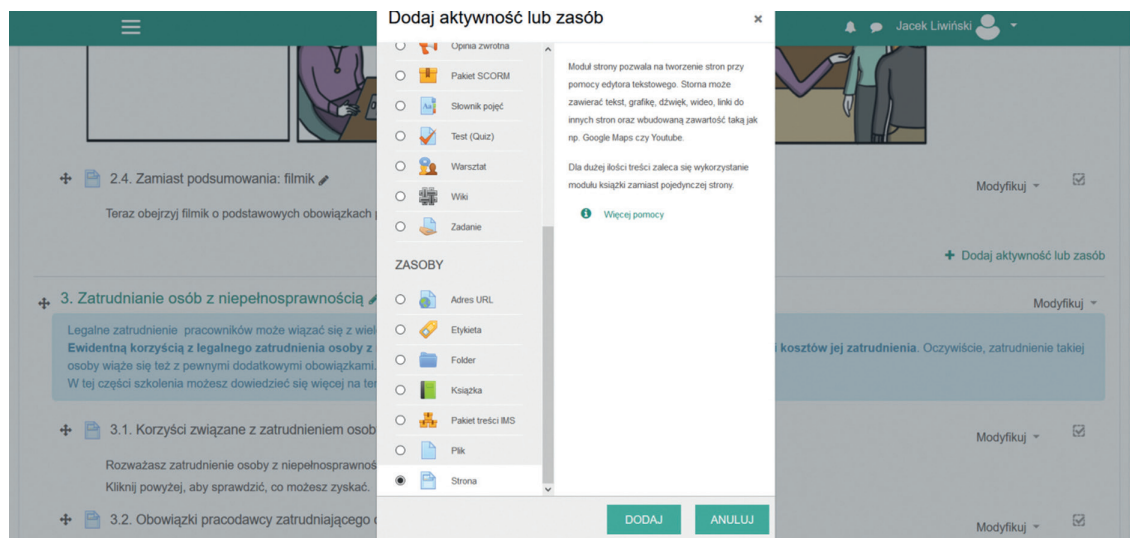 Dodaj aktywność lub zasób
×
Jacek Liwiński
Opinia zwrotna
Pakiet SCORM
Słownik pojęć
Test (Quiz)
Warsztat
Wiki
Zadanie
ZASOBY
Adres URL
Etykieta
Folder
Książka
Pakiet treści IMS
Plik
Strona
Moduł strony pozwala na tworzenie stron przy
pomocy edytora tekstowego. Storna może
zawierać tekst, grafikę, dźwięk, wideo, linki do
innych stron oraz wbudowaną zawartość taką jak
np. Google Maps czy Youtube.
Dla dużej ilości treści zaleca się wykorzystanie
modułu książki zamiast pojedynczej strony.
Więcej pomocy
DODAJ
ANULUJ
2.4. Zamiast podsumowania: filmik
Modyfikuj
Teraz obejrzyj filmik o podstawowych obowiązkach
+ Dodaj aktywność lub zasób
3. Zatrudnianie osób z niepełnosprawnością
Modyfikuj
Legalne zatrudnienie pracowników może wiązać się z
Ewidentną korzyścią z legalnego zatrudnienia osoby z
kosztów jej zatrudnienia. Oczywiście, zatrudnienie takiej
osoby wiąże się też z pewnymi dodatkowymi obowiązkami.
W tej części szkolenia możesz dowiedzieć się więcej na
3.1. Korzyści związane z zatrudnieniem osob
Modyfikuj
Rozważasz zatrudnienie osoby z niepełnosprawnoś
Kliknij powyżej, aby sprawdzić, co możesz zyskać.
3.2. Obowiązki pracodawcy zatrudniającego
Modyfikuj